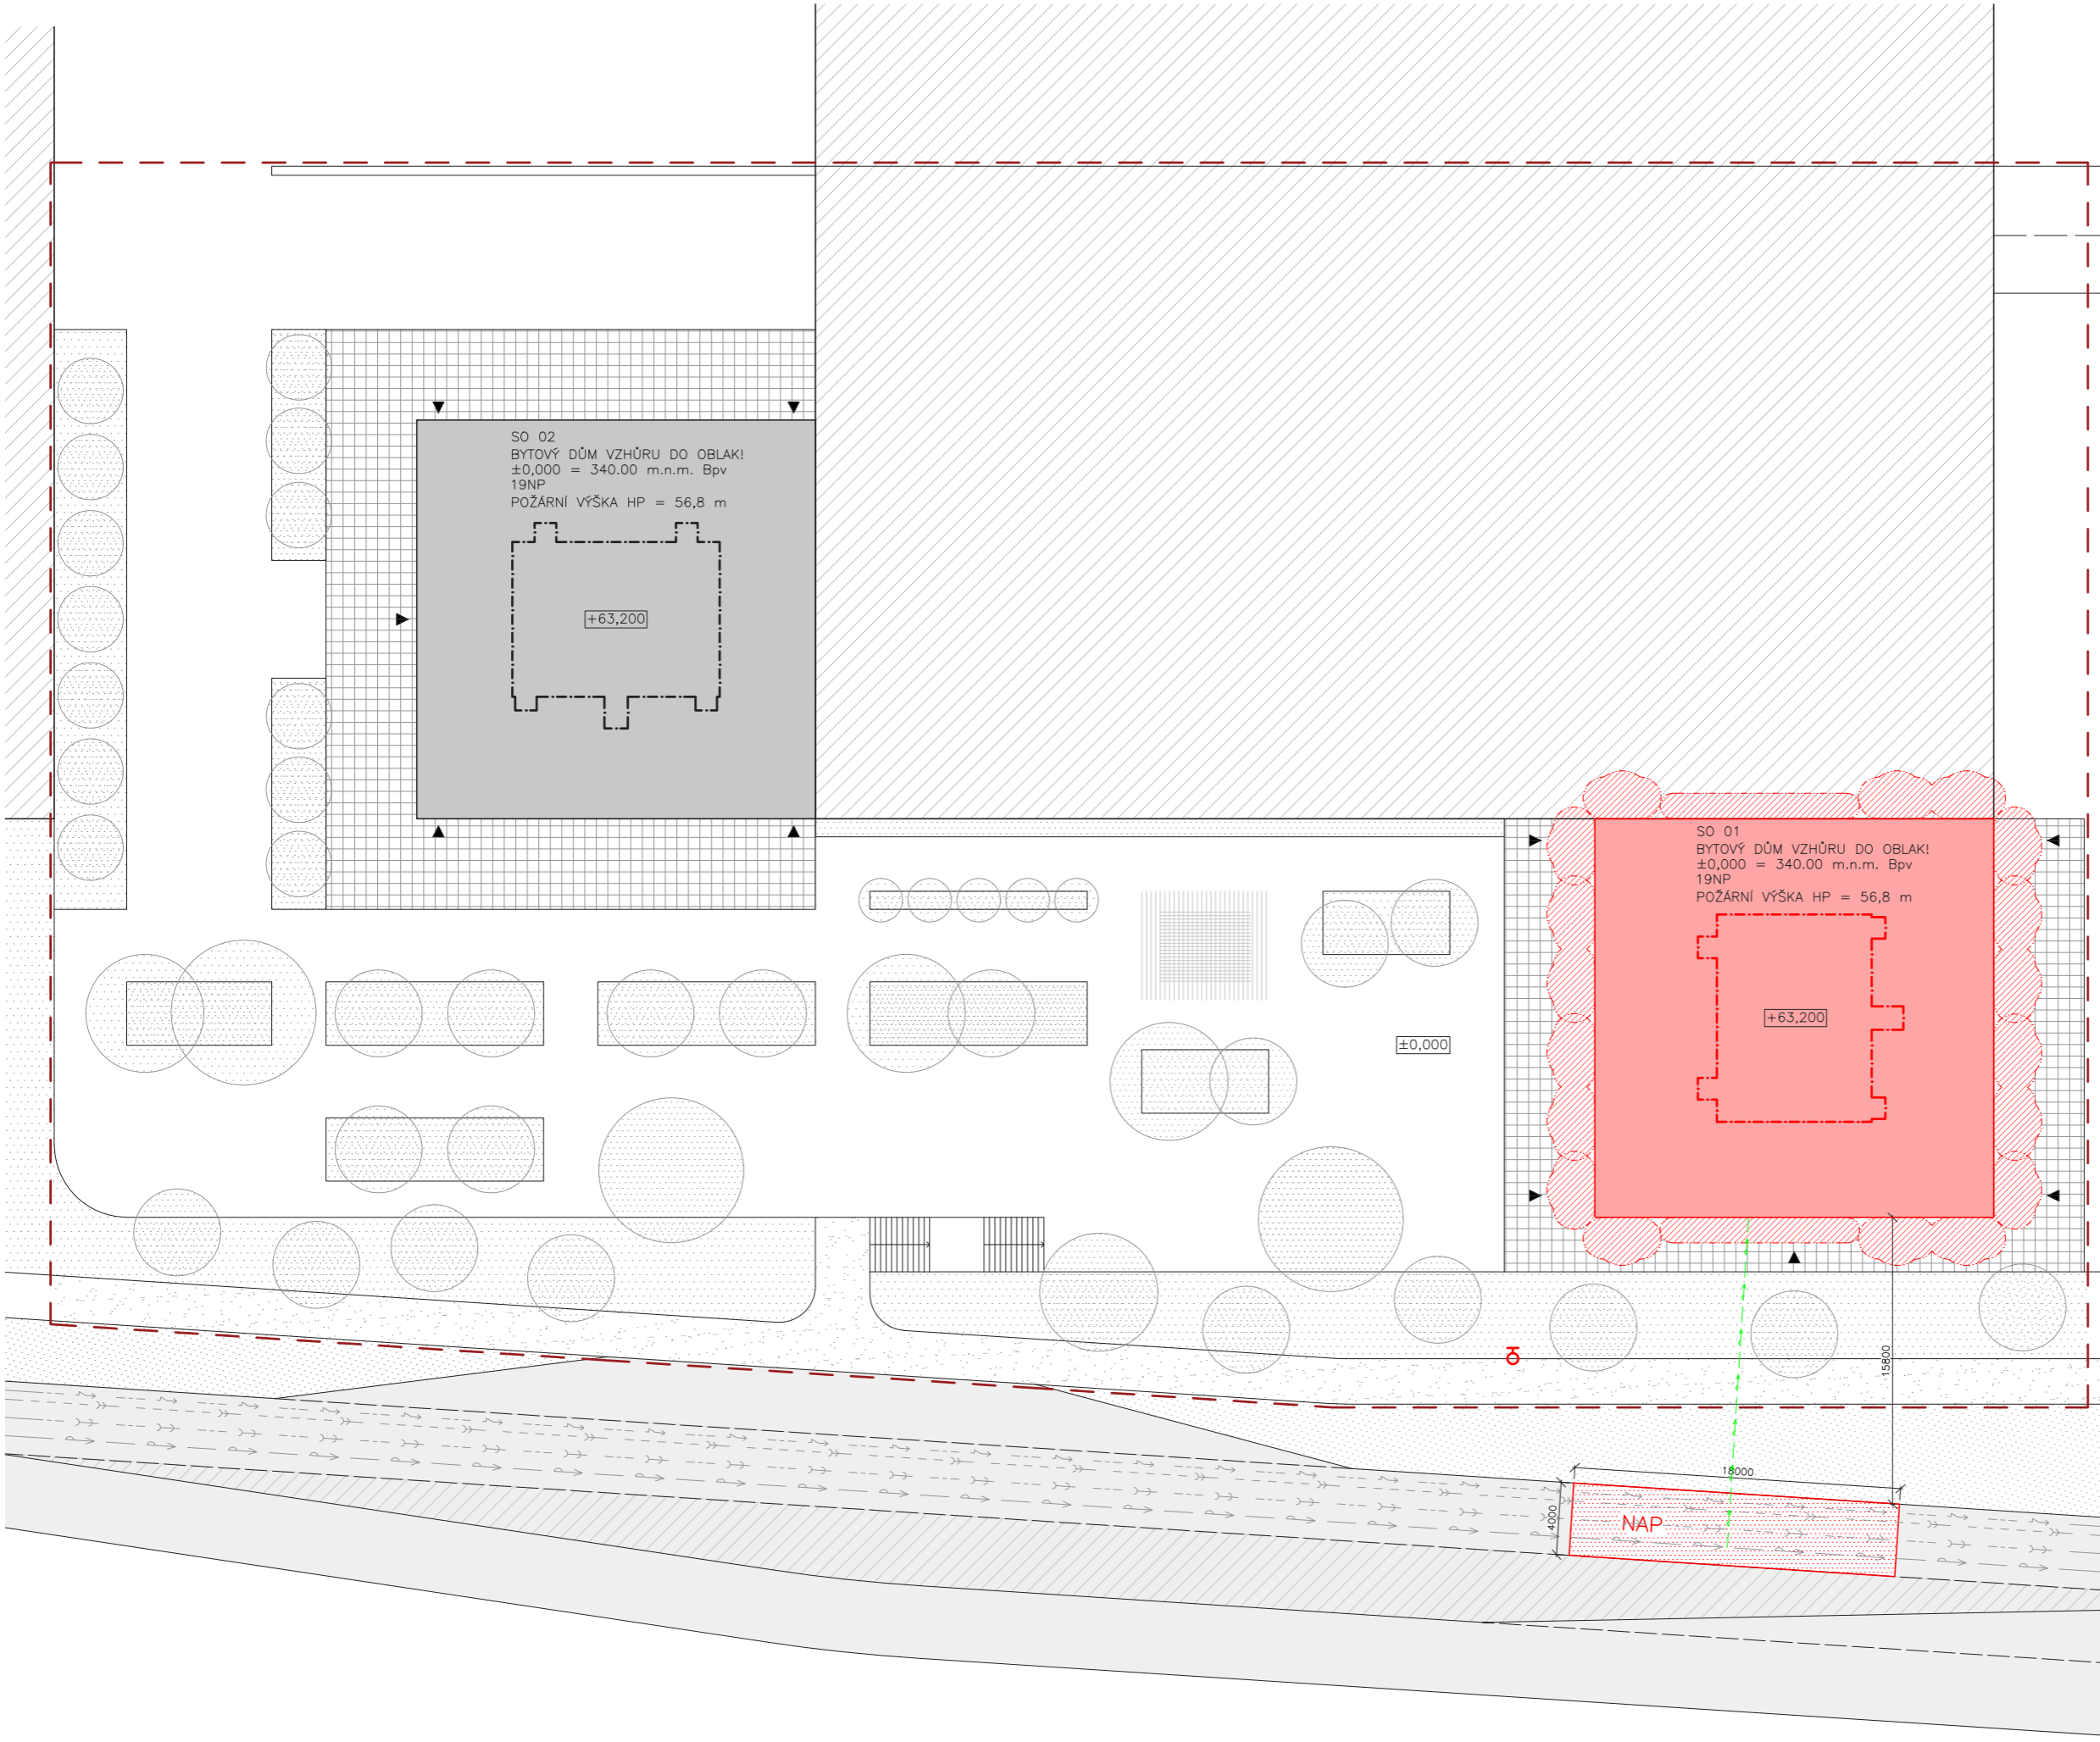 SO 02
BYTOVÝ DŮM VZHŮRU DO OBLAK!
±0,000 = 340.00 m.n.m. Bpv
19NP
POŽÁRNÍ VÝŠKA HP = 56,8 m
+63,200
SO 01
BYTOVÝ DŮM VZHŮRU DO OBLAK!
±0,000 = 340.00 m.n.m. Bpv
19NP
POŽÁRNÍ VÝŠKA HP = 56,8 m
+63,200
±0,000
15800
18000
4000
NAP